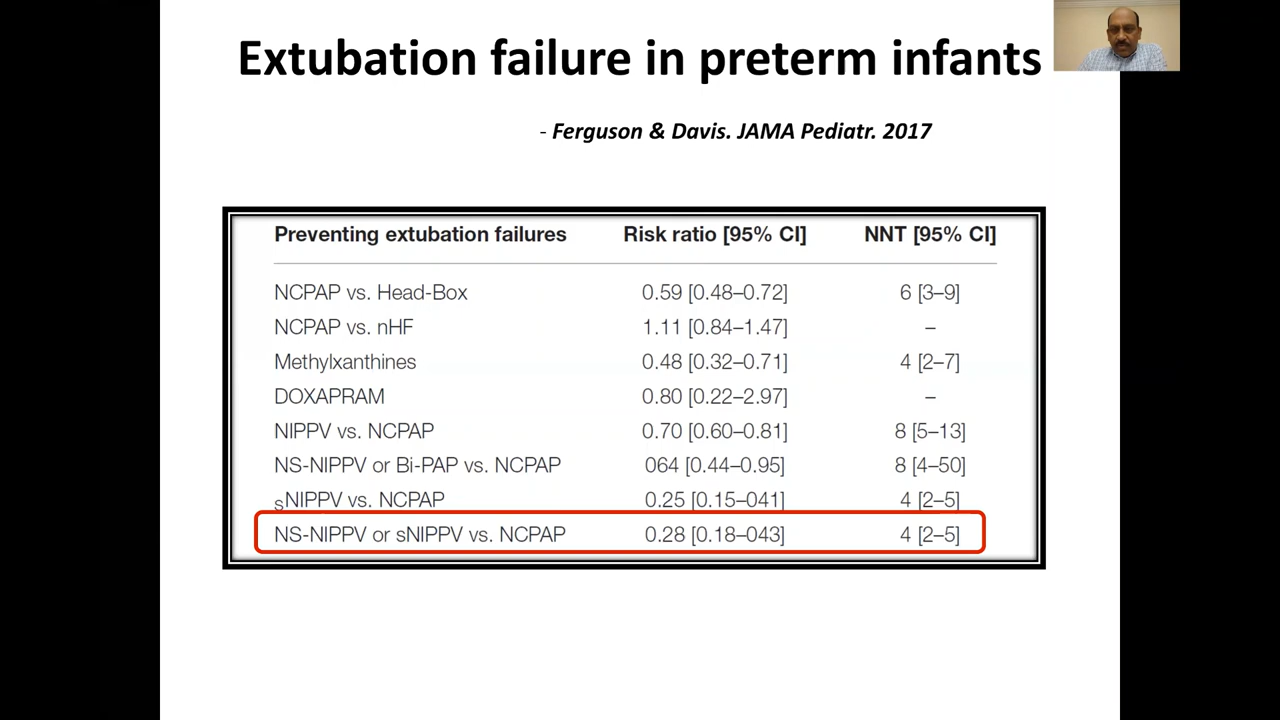 Extubation failure in preterm infants
- Ferguson & Davis. JAMA Pediatr. 2017
Preventing extubation failures Risk ratio [95% CI] NNT [95% CI]
NCPAP vs. Head-Box 0.59 [0.48–0.72] 6 [3–9]
NCPAP vs. nHF 1.11 [0.84–1.47] –
Methylxanthines 0.48 [0.32–0.71] 4 [2–7]
DOXAPRAM 0.80 [0.22–2.97] –
NIPPV vs. NCPAP 0.70 [0.60–0.81] 8 [5–13]
NS-NIPPV or Bi-PAP vs. NCPAP 064 [0.44–0.95] 8 [4–50]
sNIPPV vs. NCPAP 0.25 [0.15–041] 4 [2–5]
NS-NIPPV or sNIPPV vs. NCPAP 0.28 [0.18–043] 4 [2–5]